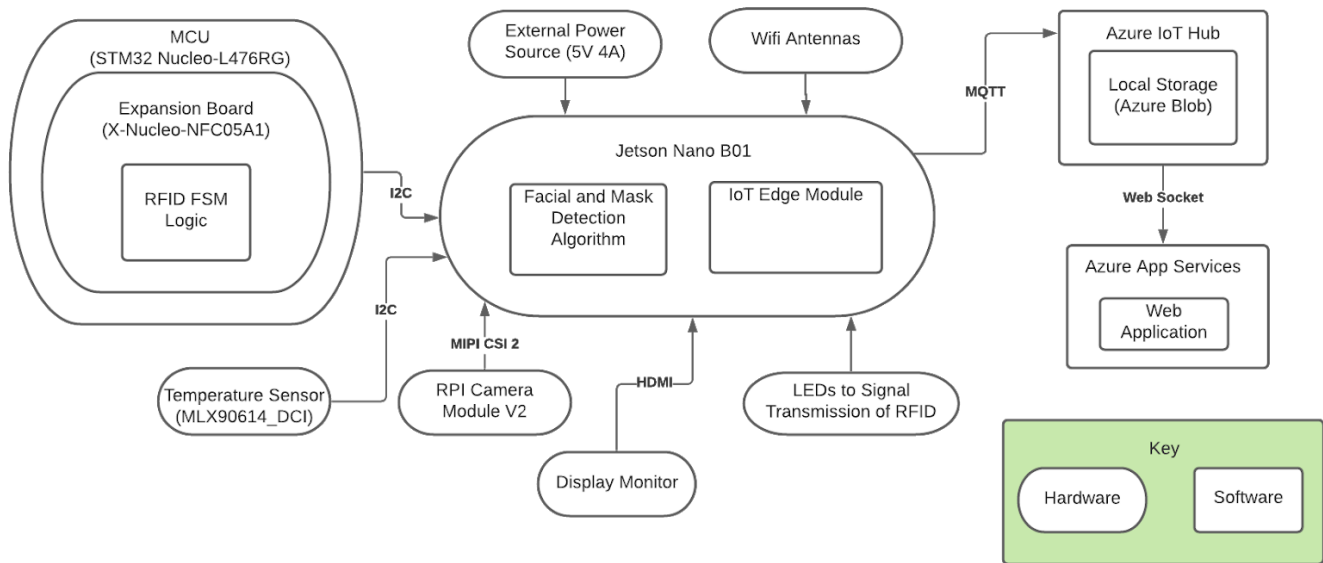 MCU
(STM32 Nucleo-L476RG)
Expansion Board
(X-Nucleo-NFC05A1)
RFID FSM
Logic
I2C
I2C
Temperature Sensor
(MLX90614_DCI)
External Power
Source (5V 4A)
Wifi Antennas
Jetson Nano B01
Facial and Mask
Detection
Algorithm
IoT Edge Module
MIPI CSI 2
RPI Camera
Module V2
HDMI
Display Monitor
LEDs to Signal
Transmission of RFID
MQTT
Azure IoT Hub
Local Storage
(Azure Blob)
Web Socket
Azure App Services
Web
Application
Key
Hardware
Software